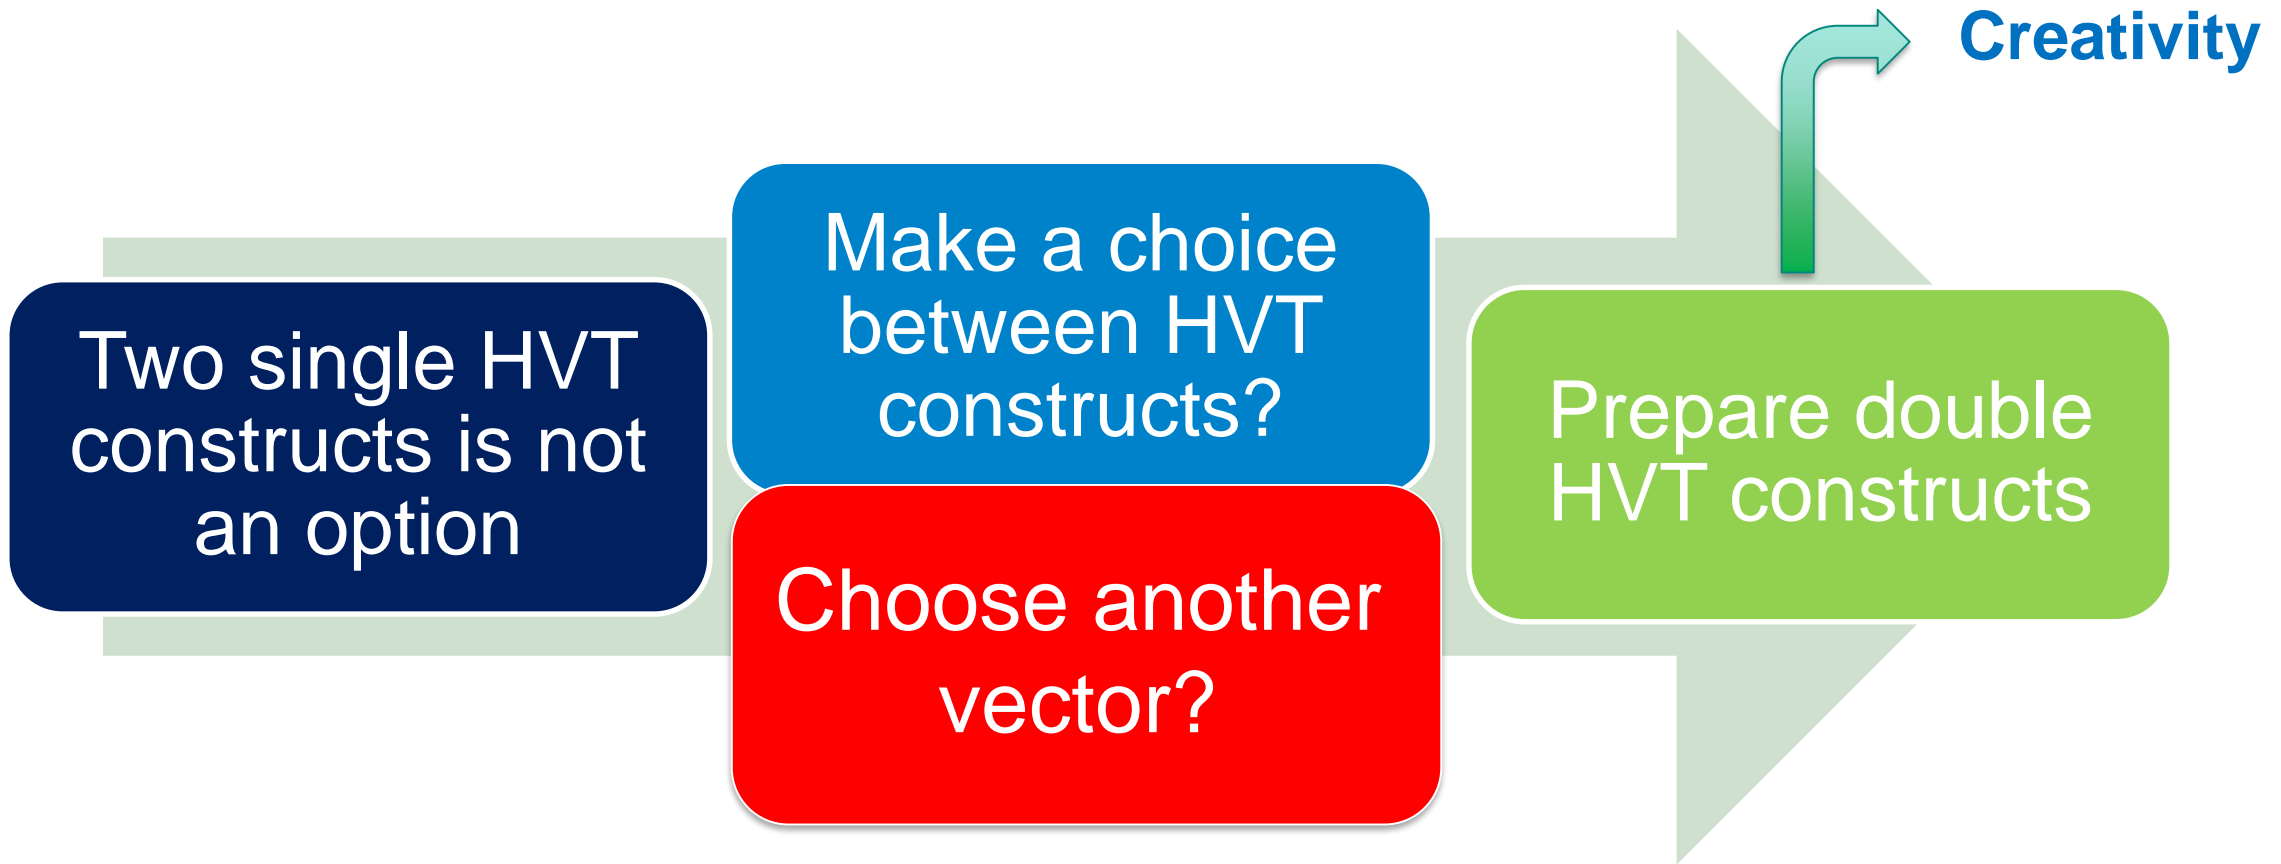 Creativity
Two single HVT
constructs is not
an option
Make a choice
between HVT
constructs?
Choose another
vector?
Prepare double
HVT constructs